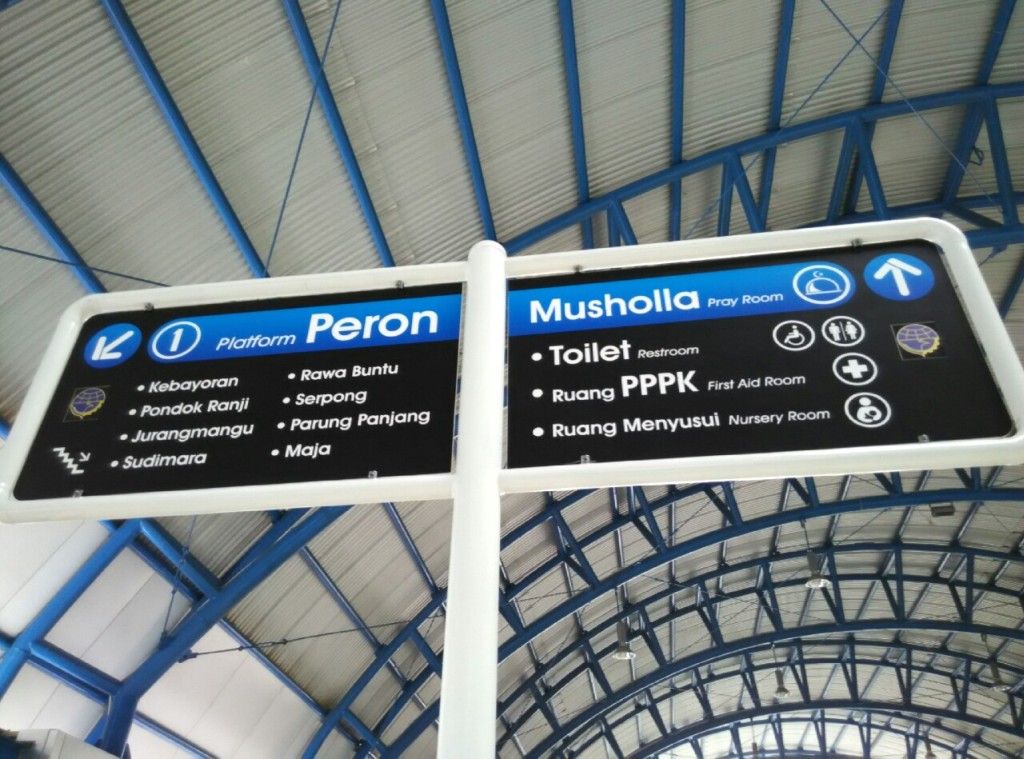 1 Platform Peron
• Kebayoran
• Pondok Ranji
• Jurangmangu
• Sudimara
• Rawa Buntu
• Serpong
• Parung Panjang
• Maja
Musholla Pray Room
• Toilet Restroom
• Ruang PPPK First Aid Room
• Ruang Menyusui Nursery Room